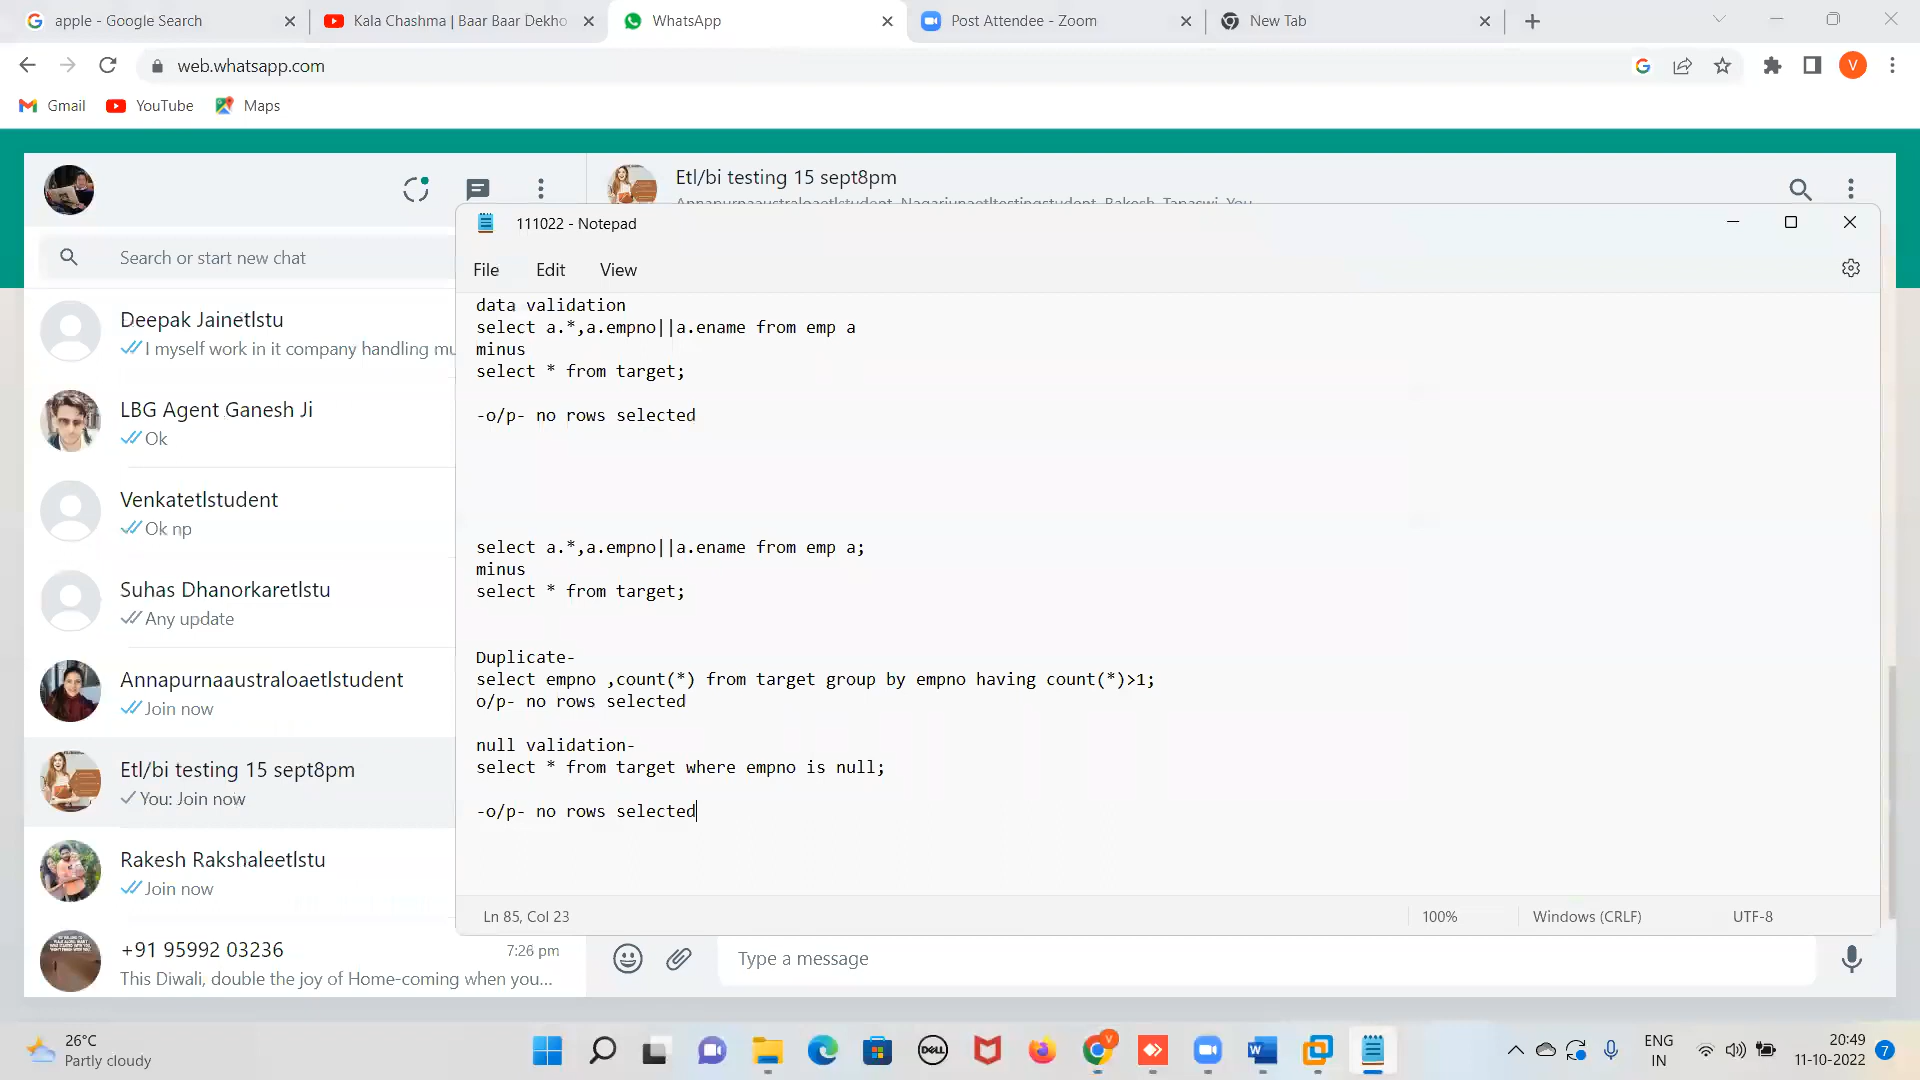 apple - Google Search
Kala Chashma | Baar Baar Dekho
WhatsApp
Post Attendee - Zoom
New Tab
web.whatsapp.com
V
Gmail
YouTube
Maps
Etl/bi testing 15 sept8pm
Annapurnaaustraloaetlstudent, Nagarjunaetltestingstudent, Rakesh, Tapaswi, You
Search or start new chat
Deepak Jainetlstu
I myself work in it company handling mu
LBG Agent Ganesh Ji
Ok
Venkatetlstudent
Ok np
Suhas Dhanorkaretlstu
Any update
Annapurnaaustraloaetlstudent
Join now
Etl/bi testing 15 sept8pm
You: Join now
Rakesh Rakshaleetlstu
Join now
+91 95992 03236
7:26 pm
This Diwali, double the joy of Home-coming when you...
111022 - Notepad
File Edit View
data validation
select a.*,a.empno||a.ename from emp a
minus
select * from target;
-o/p- no rows selected
select a.*,a.empno||a.ename from emp a;
minus
select * from target;
Duplicate-
select empno ,count(*) from target group by empno having count(*)>1;
o/p- no rows selected
null validation-
select * from target where empno is null;
-o/p- no rows selected
Ln 85, Col 23
100%
Windows (CRLF)
UTF-8
Type a message
26°C
Partly cloudy
DELL
V
ENG
IN
20:49
11-10-2022
7